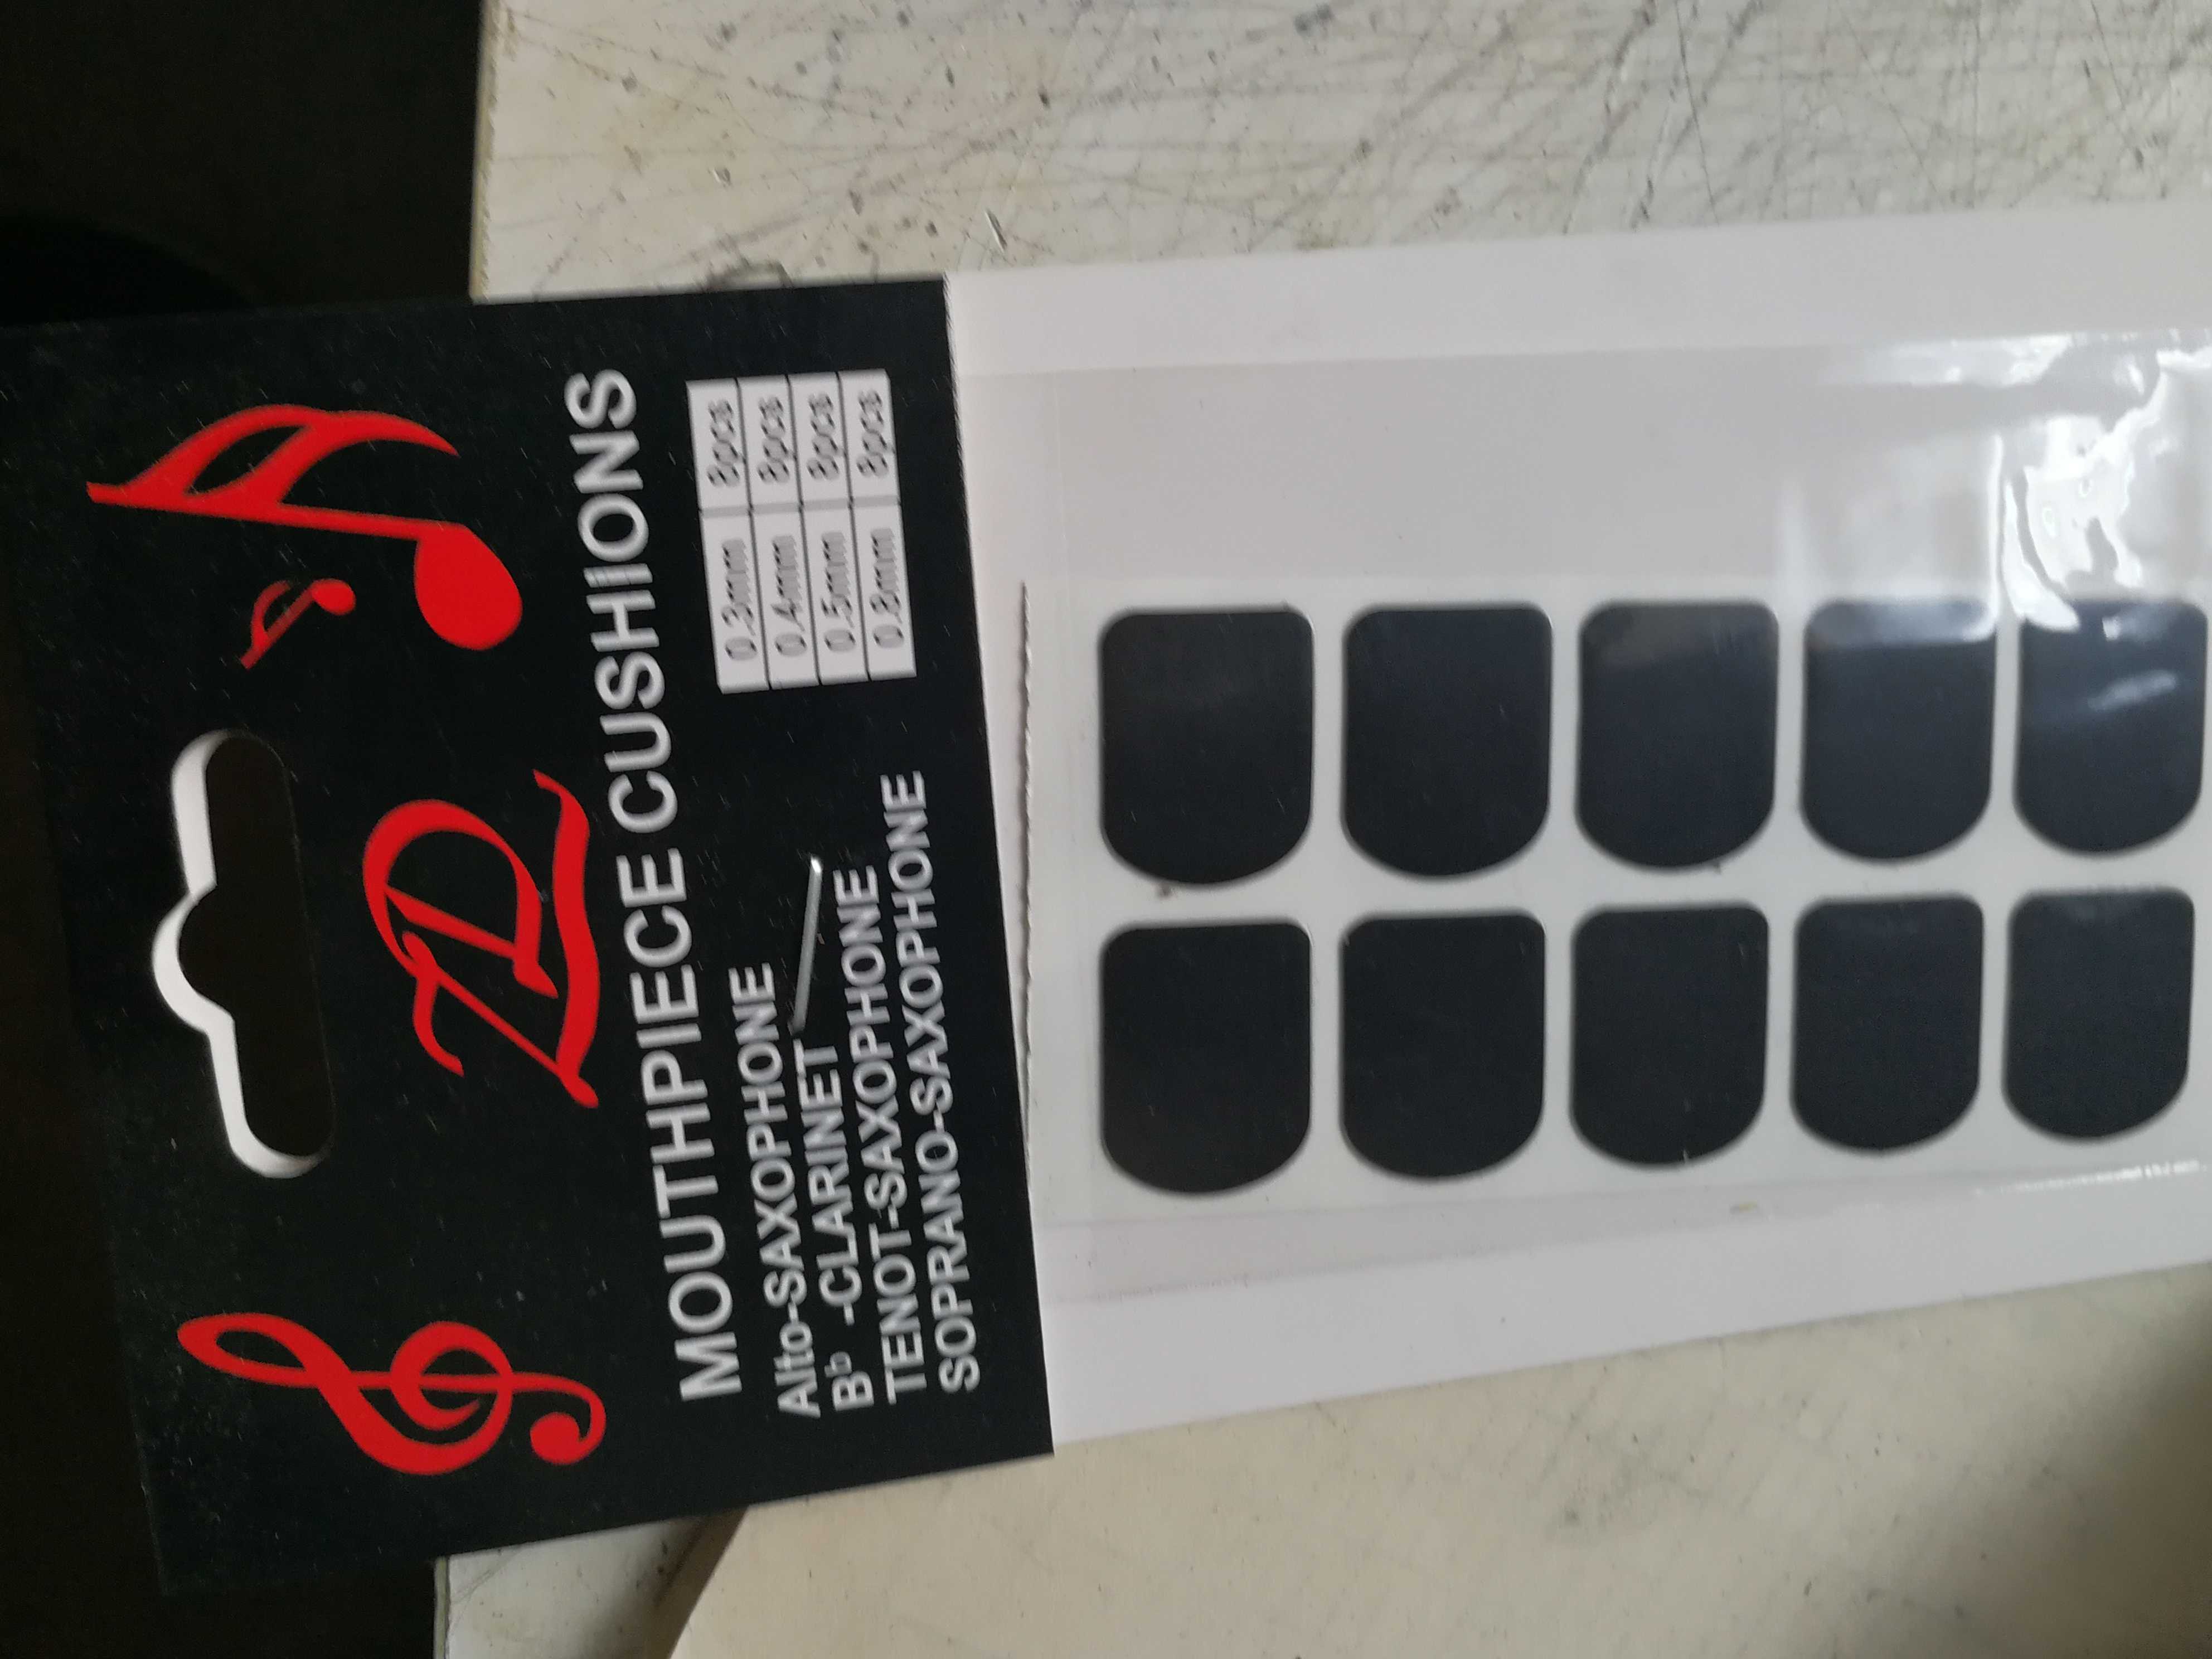 MOUTHPIECE CUSHIONS
Alto-SAXOPHONE
Bb -CLARINET
TENOT-SAXOPHONE
SOPRANO-SAXOPHONE
0.3mm 8pcs
0.4mm 8pcs
0.5mm 8pcs
0.8mm 8pcs